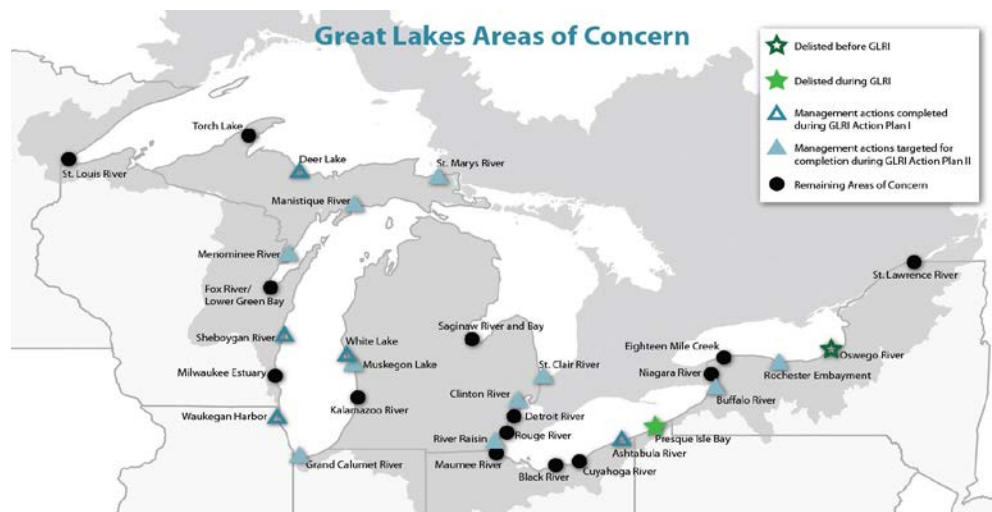 Great Lakes Areas of Concern
Delisted before GLRI
Delisted during GLRI
Management actions completed
during GLRI Action Plan I
Management actions targeted for
completion during GLRI Action Plan II
Remaining Areas of Concern
Torch Lake
St. Louis River
Deer Lake
St. Marys River
Manistique River
Menominee River
Fox River/
Lower Green Bay
St. Lawrence River
Sheboygan River
White Lake
Muskegon Lake
Saginaw River and Bay
Eighteen Mile Creek
Oswego River
Milwaukee Estuary
St. Clair River
Niagara River
Rochester Embayment
Kalamazoo River
Clinton River
Buffalo River
Waukegan Harbor
Detroit River
Rouge River
River Raisin
Presque Isle Bay
Grand Calumet River
Maumee River
Ashtabula River
Black River
Cuyahoga River